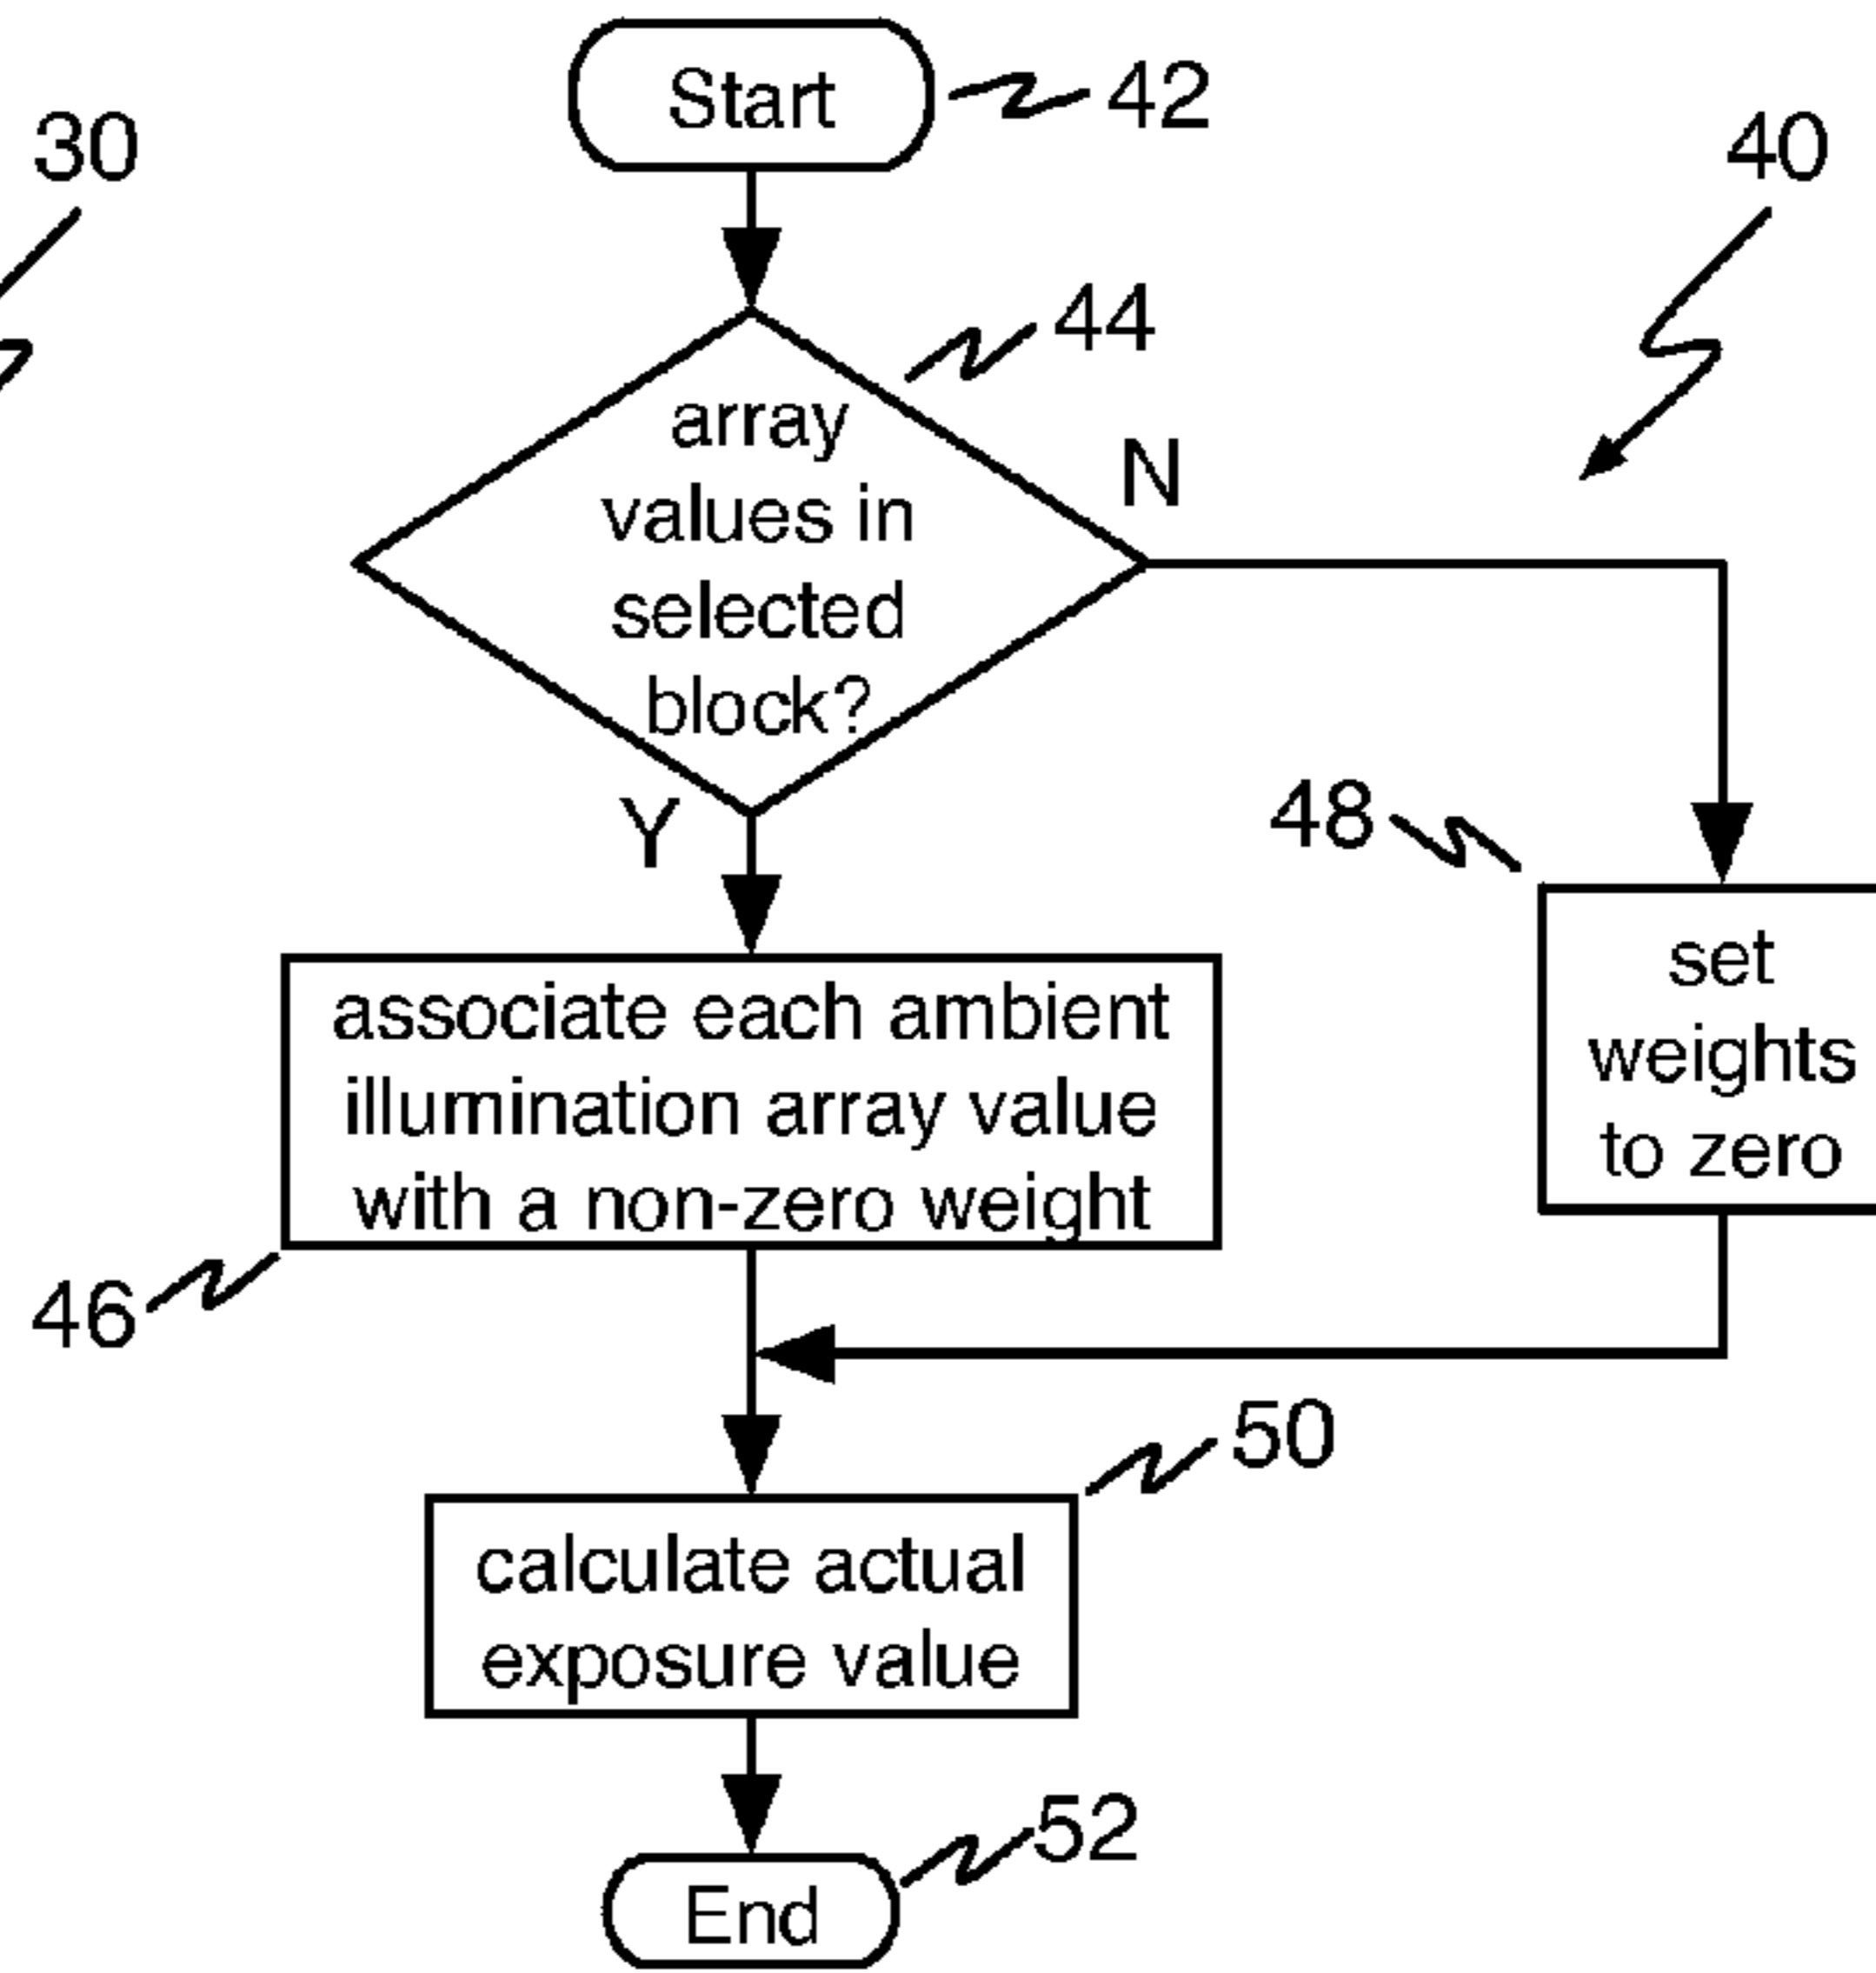 Start
42
30
40
44
array
values in
selected
block?
N
Y
48
set
weights
to zero
associate each ambient
illumination array value
with a non-zero weight
46
50
calculate actual
exposure value
52
End